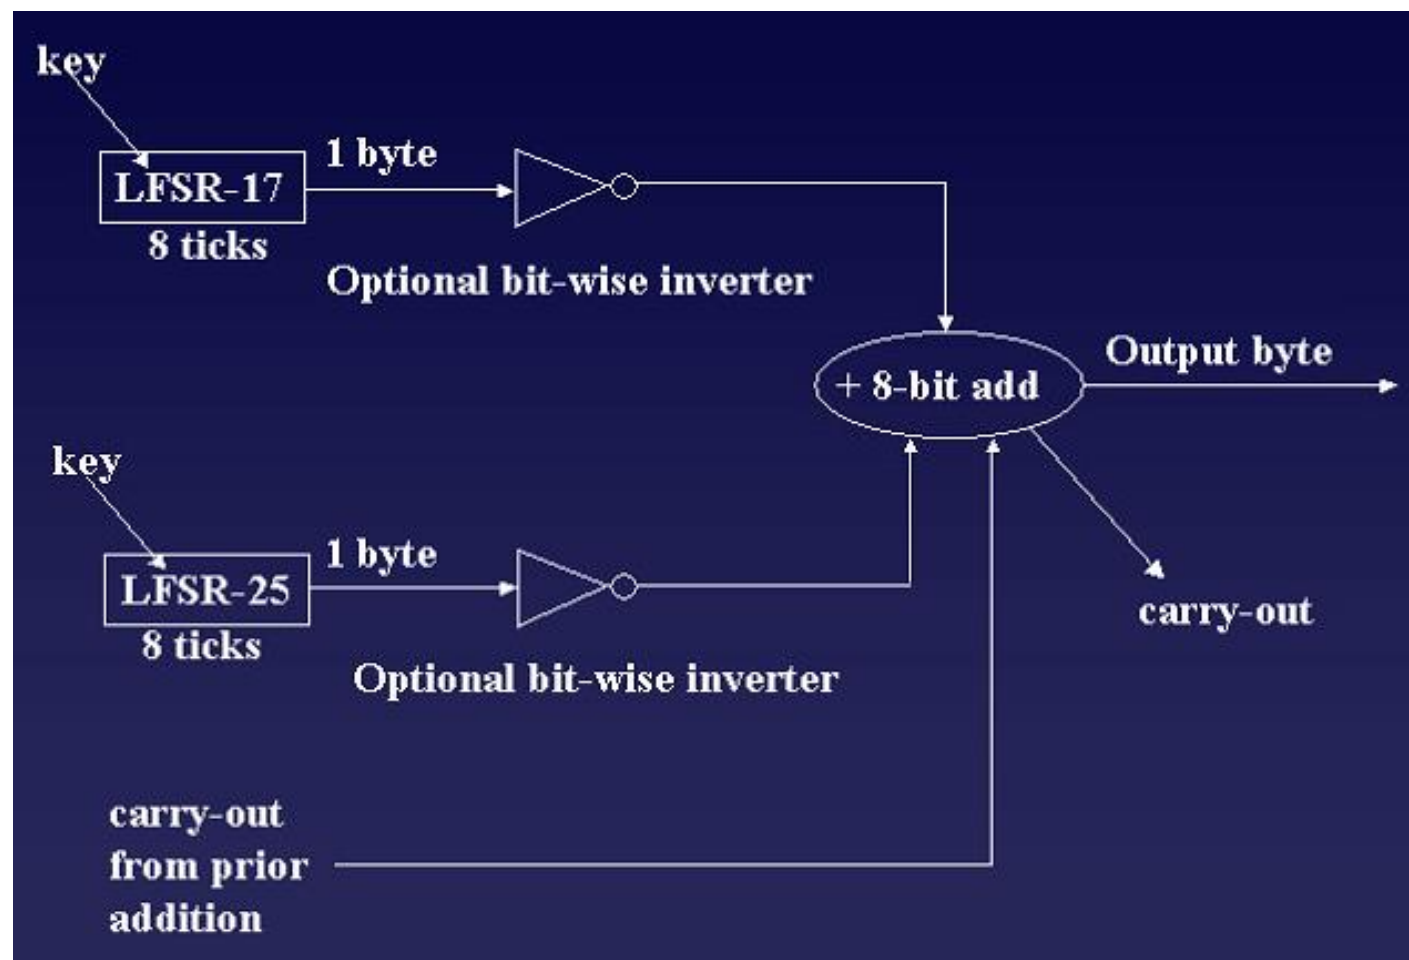 key
1 byte
LFSR-17
8 ticks
Optional bit-wise inverter
Output byte
+ 8-bit add
key
1 byte
LFSR-25
8 ticks
carry-out
Optional bit-wise inverter
carry-out
from prior
addition